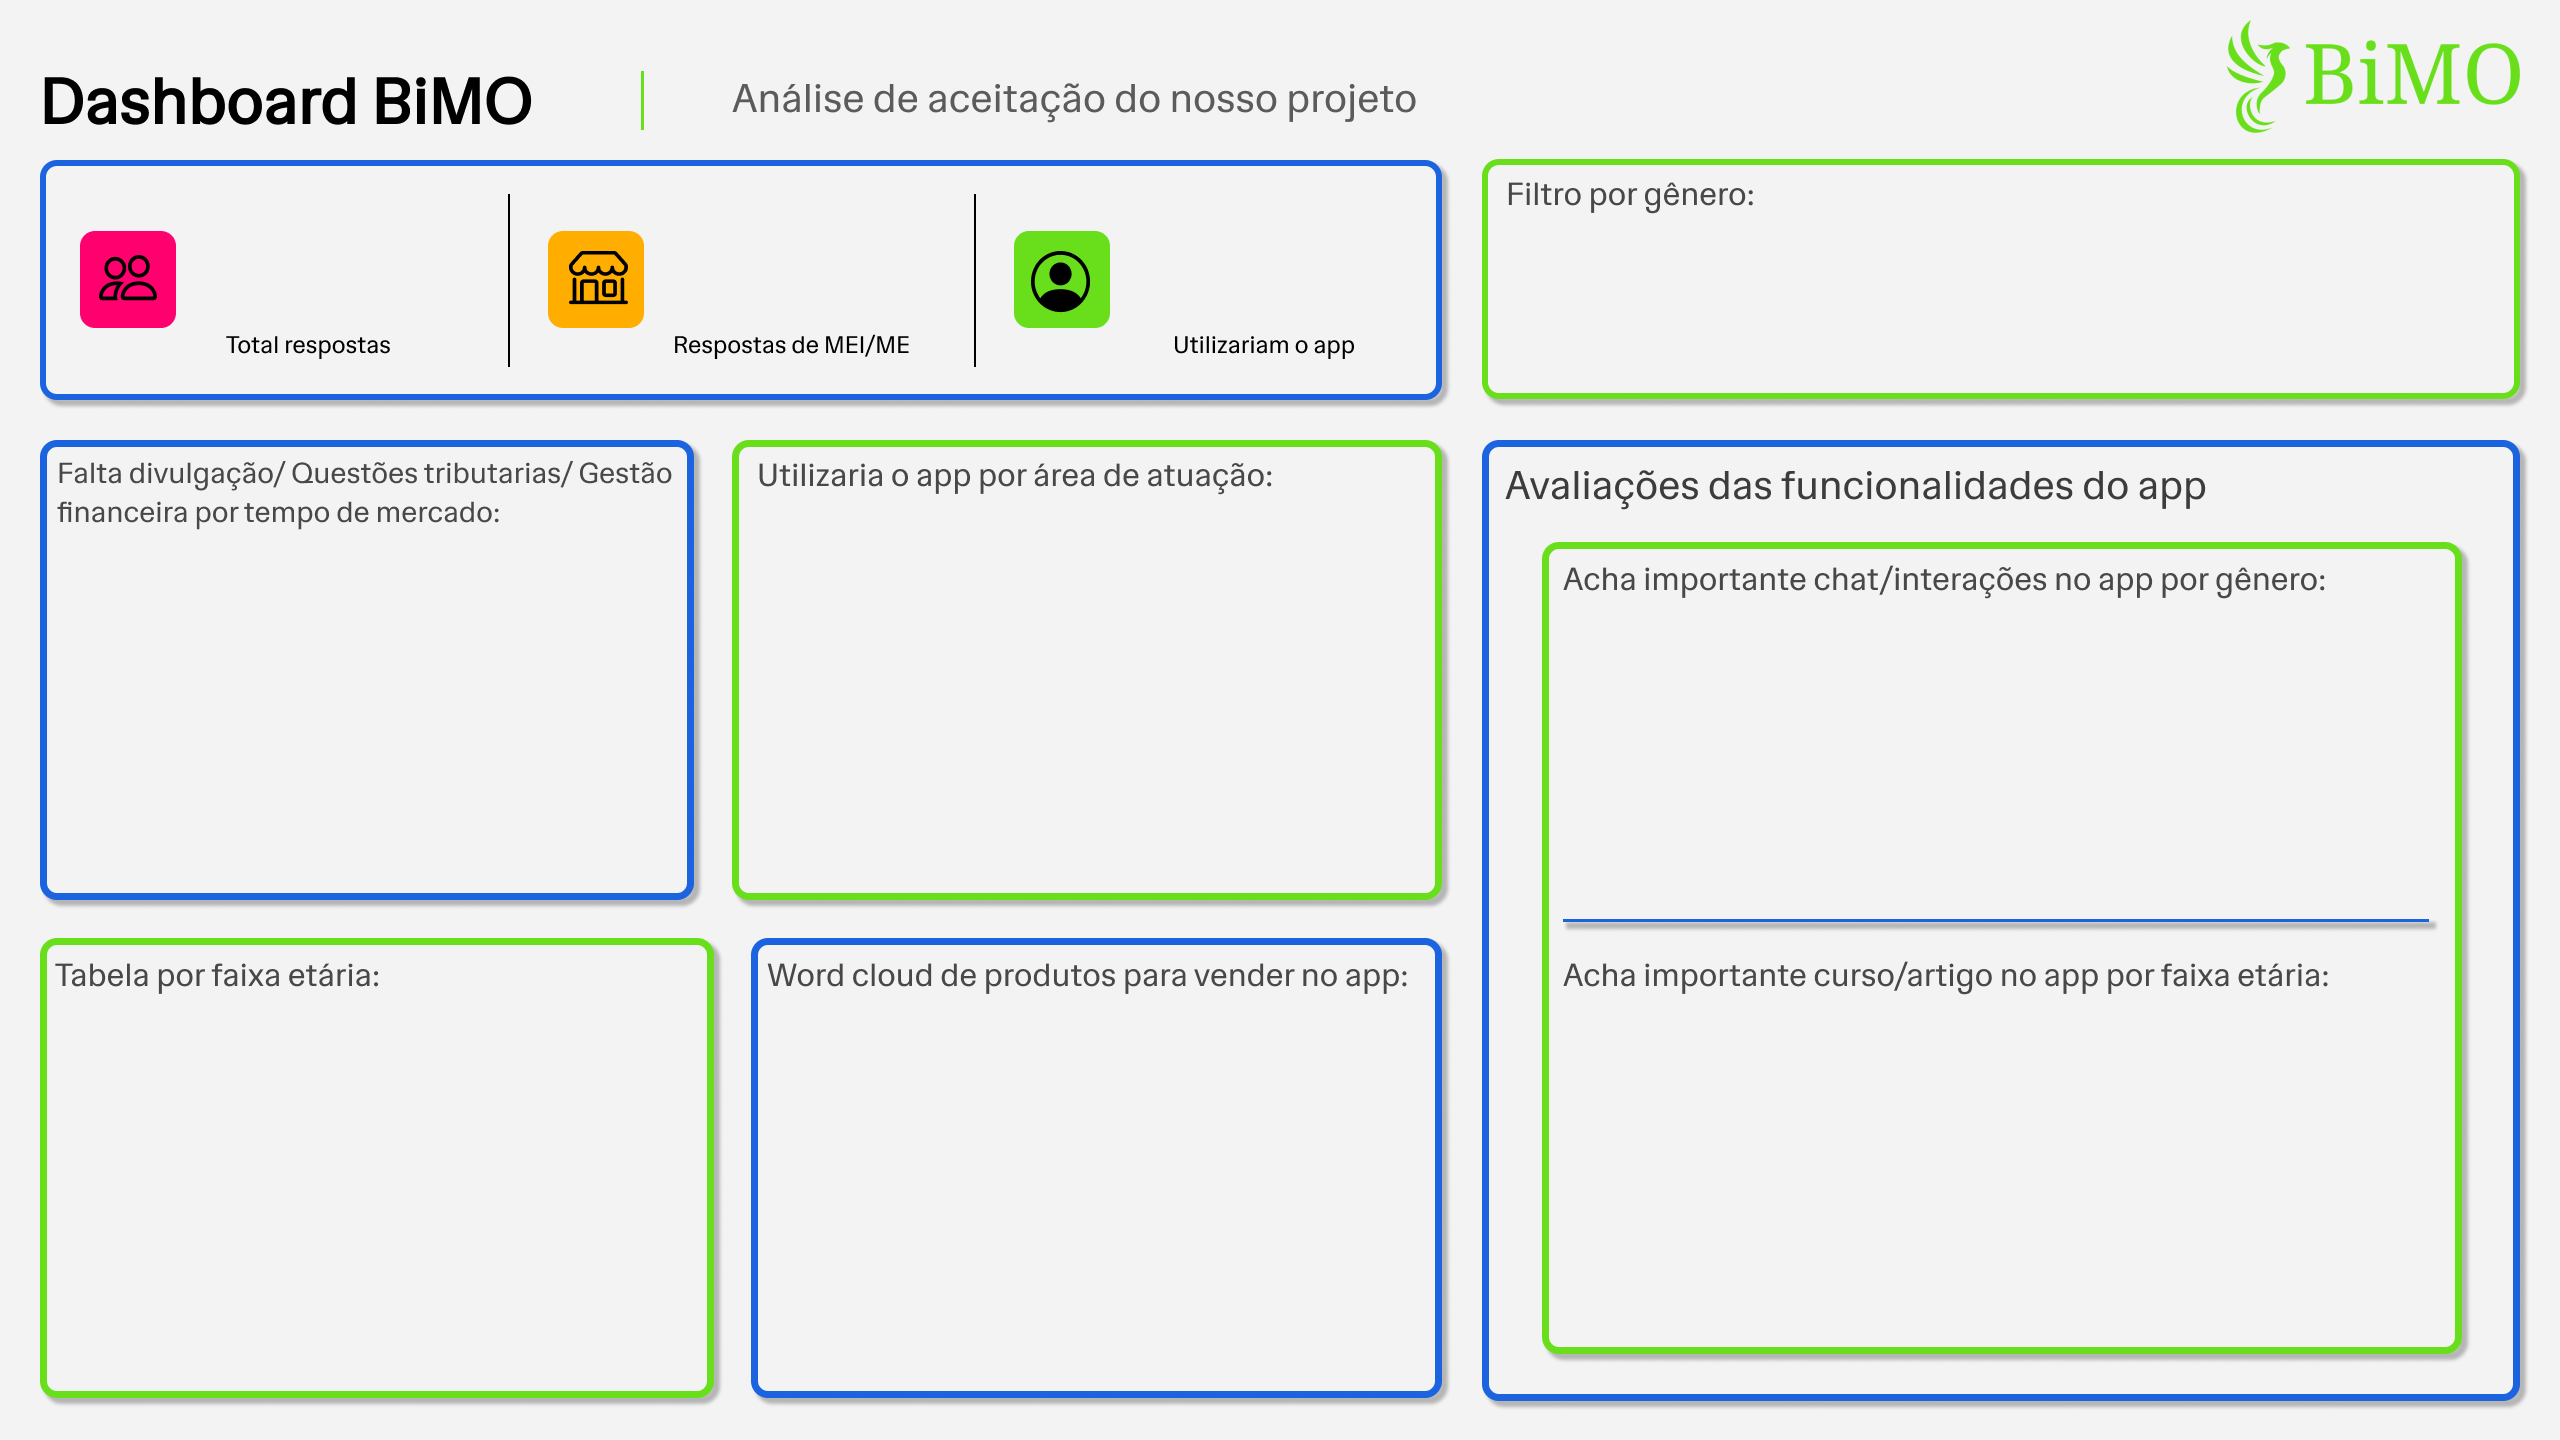 Dashboard BiMO
Análise de aceitação do nosso projeto
BiMO
Total respostas
Respostas de MEI/ME
Utilizariam o app
Filtro por gênero:
Falta divulgação/ Questões tributarias/ Gestão
financeira por tempo de mercado:
Utilizaria o app por área de atuação:
Avaliações das funcionalidades do app
Acha importante chat/interações no app por gênero:
Acha importante curso/artigo no app por faixa etária:
Tabela por faixa etária:
Word cloud de produtos para vender no app: